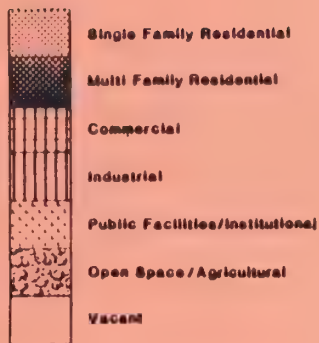 Single Family Residential
Multi Family Residential
Commercial
Industrial
Public Facilities/Institutional
Open Space/Agricultural
Vacant